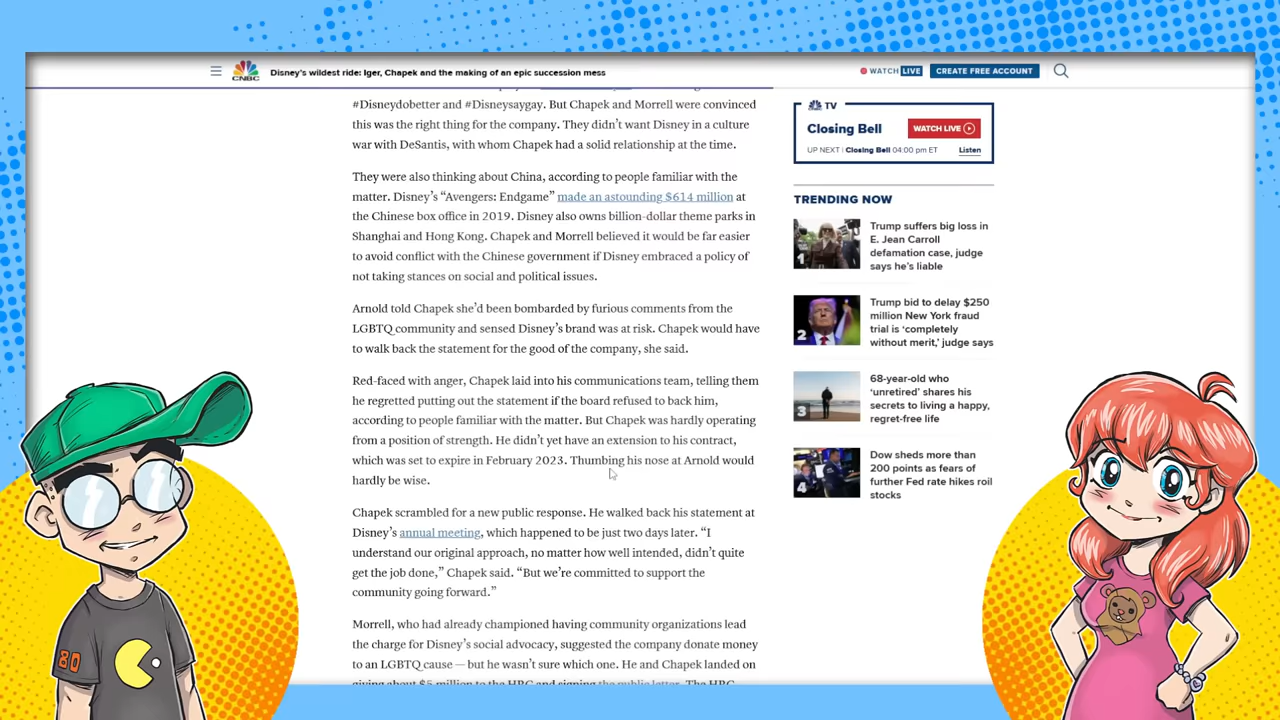 CNBC
Disney's wildest ride: Iger, Chapek and the making of an epic succession mess
WATCH LIVE
CREATE FREE ACCOUNT
#Disneydobetter and #Disneysaygay. But Chapek and Morrell were convinced
this was the right thing for the company. They didn't want Disney in a culture
war with DeSantis, with whom Chapek had a solid relationship at the time.
They were also thinking about China, according to people familiar with the
matter. Disney's “Avengers: Endgame” made an astounding $614 million at
the Chinese box office in 2019. Disney also owns billion-dollar theme parks in
Shanghai and Hong Kong. Chapek and Morrell believed it would be far easier
to avoid conflict with the Chinese government if Disney embraced a policy of
not taking stances on social and political issues.
Arnold told Chapek she'd been bombarded by furious comments from the
LGBTQ community and sensed Disney's brand was at risk. Chapek would have
to walk back the statement for the good of the company, she said.
Red-faced with anger, Chapek laid into his communications team, telling them
he regretted putting out the statement if the board refused to back him,
according to people familiar with the matter. But Chapek was hardly operating
from a position of strength. He didn't yet have an extension to his contract,
which was set to expire in February 2023. Thumbing his nose at Arnold would
hardly be wise.
Chapek scrambled for a new public response. He walked back his statement at
Disney's annual meeting, which happened to be just two days later. “I
understand our original approach, no matter how well intended, didn't quite
get the job done,” Chapek said. “But we're committed to support the
community going forward.”
Morrell, who had already championed having community organizations lead
the charge for Disney's social advocacy, suggested the company donate money
to an LGBTQ cause — but he wasn't sure which one. He and Chapek landed on
giving about $5 million to the HRC and signing the public letter. The HRC
TV
Closing Bell
WATCH LIVE
UP NEXT | Closing Bell 04:00 pm ET
Listen
TRENDING NOW
1
Trump suffers big loss in
E. Jean Carroll
defamation case, judge
says he's liable
2
Trump bid to delay $250
million New York fraud
trial is ‘completely
without merit,’ judge says
3
68-year-old who
‘unretired’ shares his
secrets to living a happy,
regret-free life
4
Dow sheds more than
200 points as fears of
further Fed rate hikes roil
stocks
80